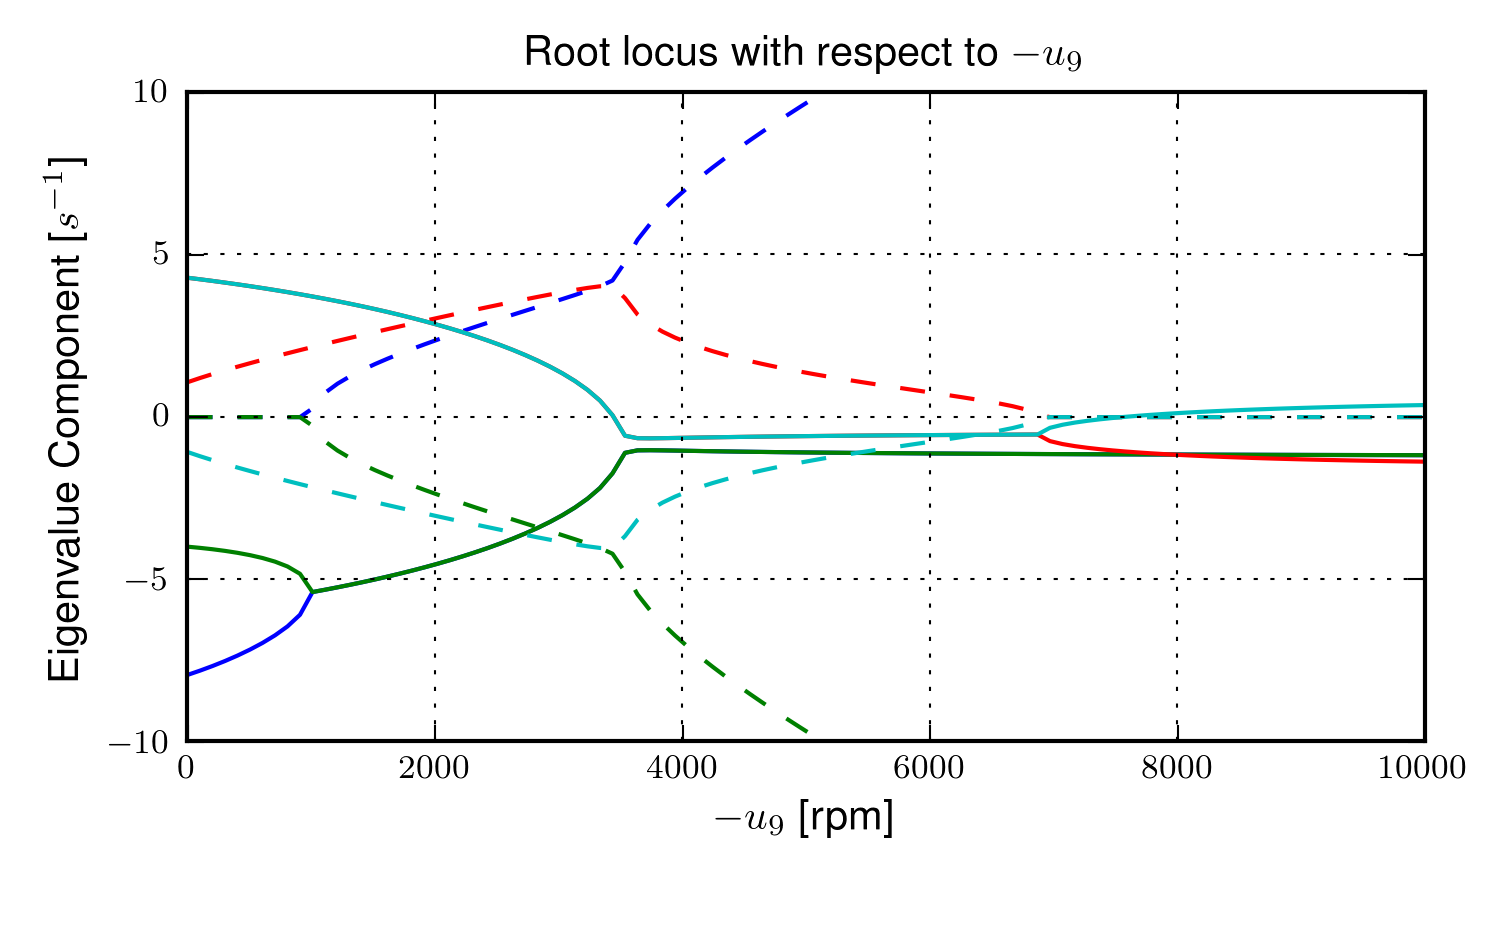 Root locus with respect to −u₉
Eigenvalue Component [s⁻¹]
10
5
0
−5
−10
0 2000 4000 6000 8000 10000
−u₉ [rpm]